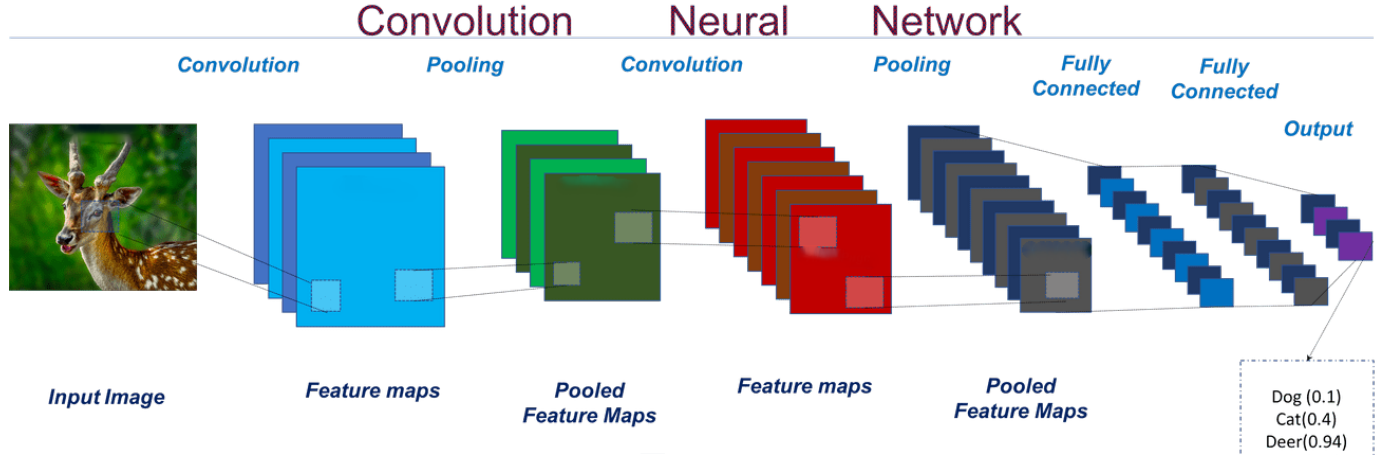 Convolution Neural Network
Convolution
Pooling
Convolution
Pooling
Fully
Connected
Fully
Connected
Output
Input Image
Feature maps
Pooled
Feature Maps
Feature maps
Pooled
Feature Maps
Dog (0.1)
Cat(0.4)
Deer(0.94)